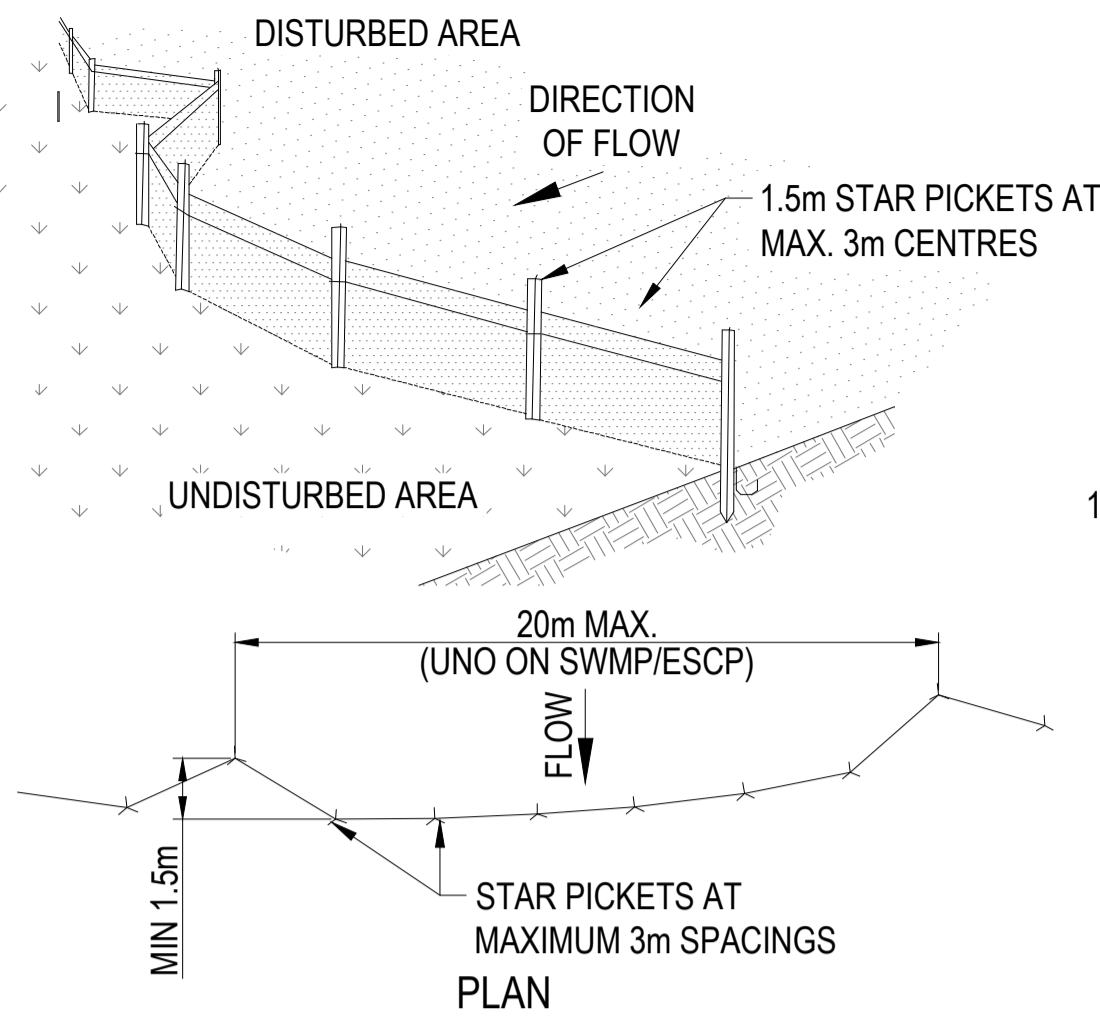 DISTURBED AREA
DIRECTION
OF FLOW
1.5m STAR PICKETS AT
MAX. 3m CENTRES
UNDISTURBED AREA
1
20m MAX.
(UNO ON SWMP/ESCP)
FLOW
MIN 1.5m
STAR PICKETS AT
MAXIMUM 3m SPACINGS
PLAN